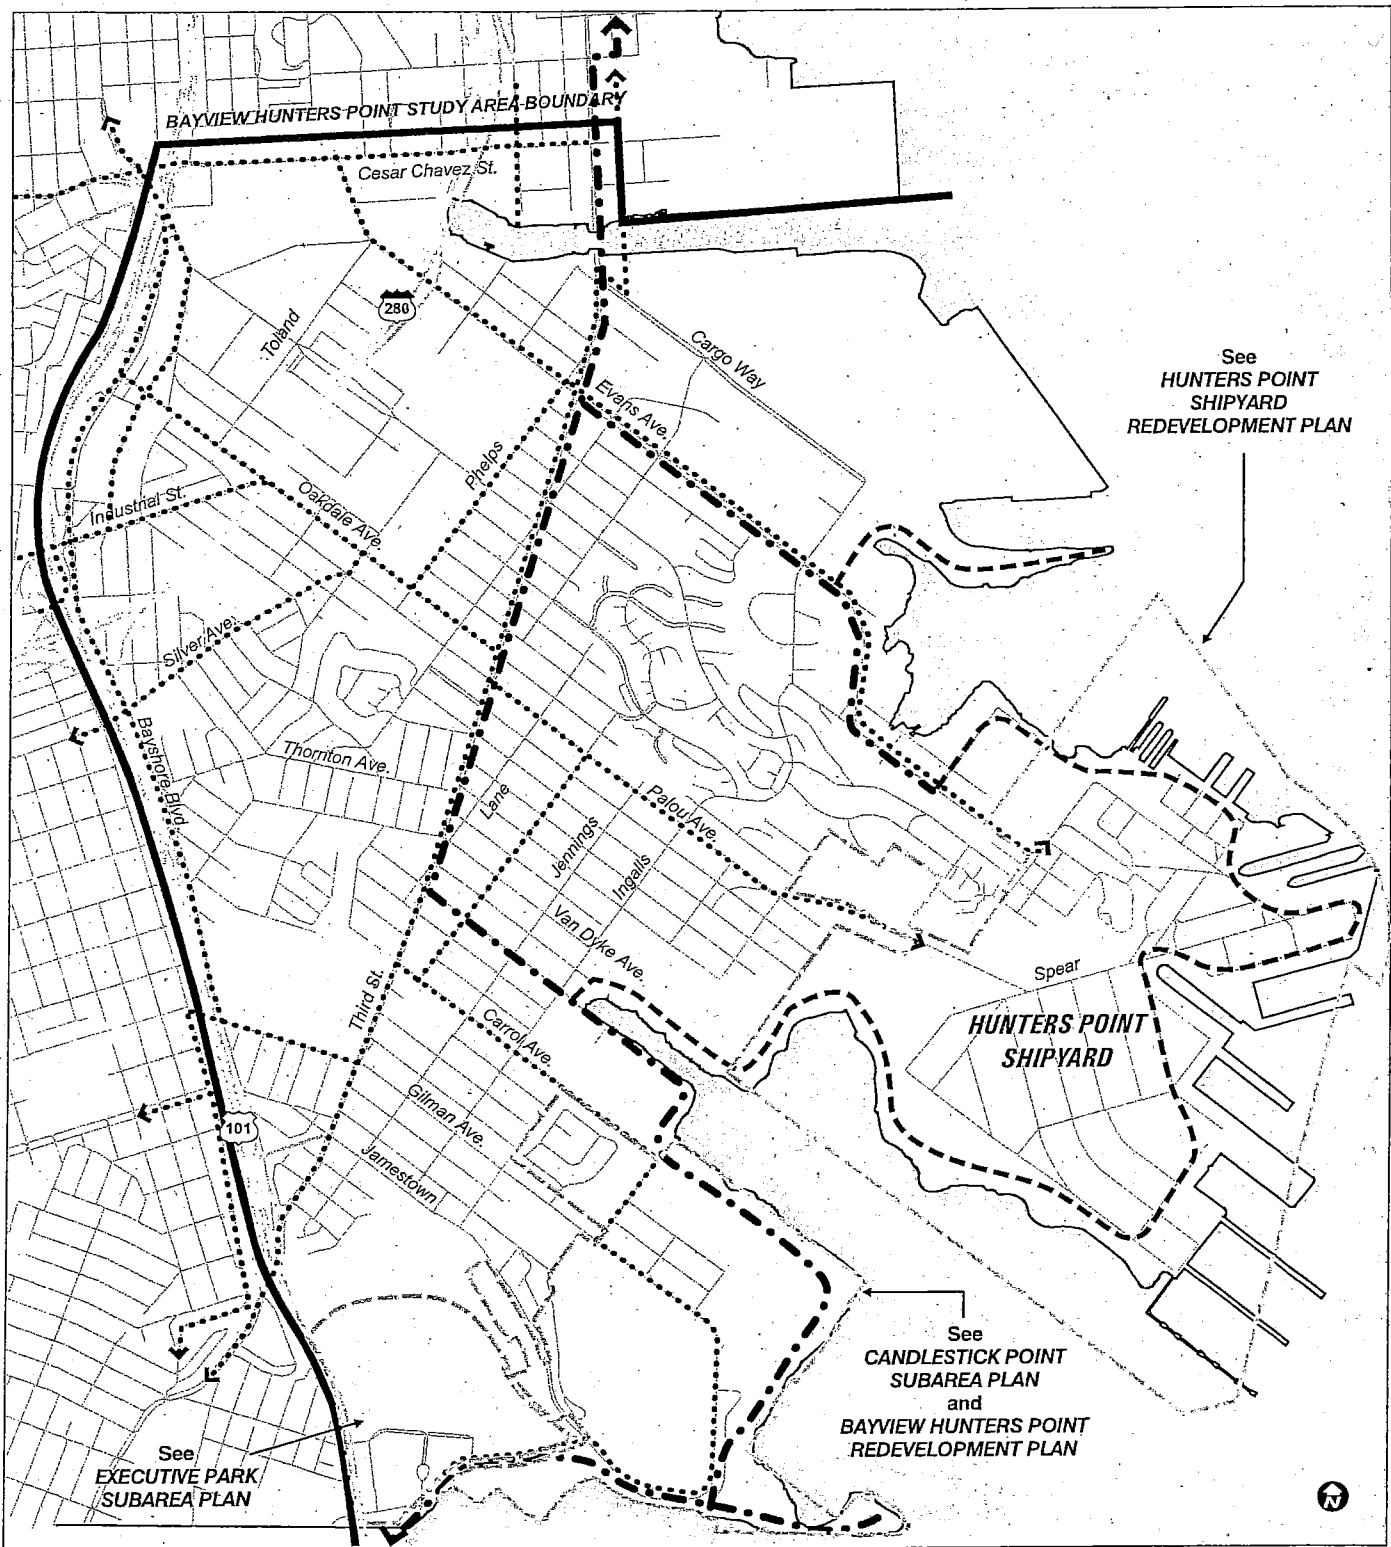 BAYVIEW HUNTERS POINT STUDY AREA BOUNDARY
Cesar Chavez St.
280
Toland
Cargo Way
Evans Ave.
See
HUNTERS POINT
SHIPYARD
REDEVELOPMENT PLAN
Phelps
Industrial St.
Oakdale Ave.
Silver Ave.
Bayshore Blvd
Thornton Ave.
Lane
Palou Ave.
Jennings
Ingalls
Van Dyke Ave.
Spear
Third St.
HUNTERS POINT
SHIPYARD
Carrol Ave.
Gilman Ave.
101
Jamestown
See
CANDLESTICK POINT
SUBAREA PLAN
and
BAYVIEW HUNTERS POINT
REDEVELOPMENT PLAN
See
EXECUTIVE PARK
SUBAREA PLAN
N